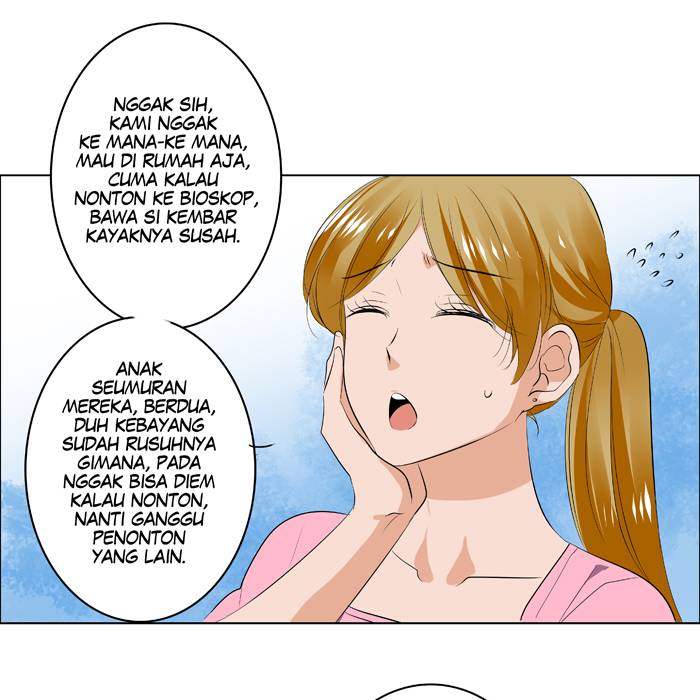 NGGAK SIH,
KAMI NGGAK
KE MANA-KE MANA,
MAU DI RUMAH AJA,
CUMA KALAU
NONTON KE BIOSKOP,
BAWA SI KEMBAR
KAYAKNYA SUSAH.
ANAK
SEUMURAN
MEREKA, BERDUA,
DUH KEBAYANG
SUDAH RUSUHNYA
GIMANA, PADA
NGGAK BISA DIEM
KALAU NONTON,
NANTI GANGGU
PENONTON
YANG LAIN.